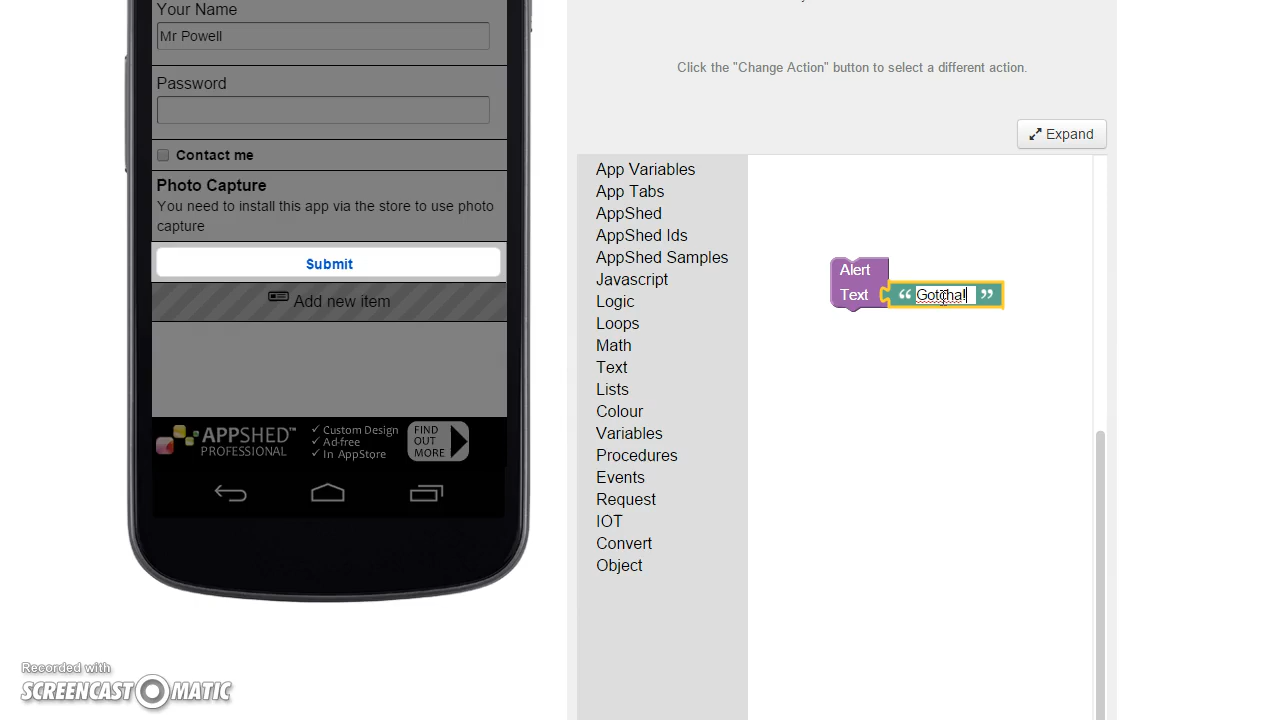 Your Name
Mr Powell
Password
Contact me
Photo Capture
You need to install this app via the store to use photo
capture
Submit
Add new item
APPSHED™
PROFESSIONAL
✓ Custom Design
✓ Ad-free
✓ In AppStore
FIND
OUT
MORE
Click the "Change Action" button to select a different action.
Expand
App Variables
App Tabs
AppShed
AppShed Ids
AppShed Samples
Javascript
Logic
Loops
Math
Text
Lists
Colour
Variables
Procedures
Events
Request
IOT
Convert
Object
Alert
Text “ Gotcha! ”
Recorded with
SCREENCAST O MATIC